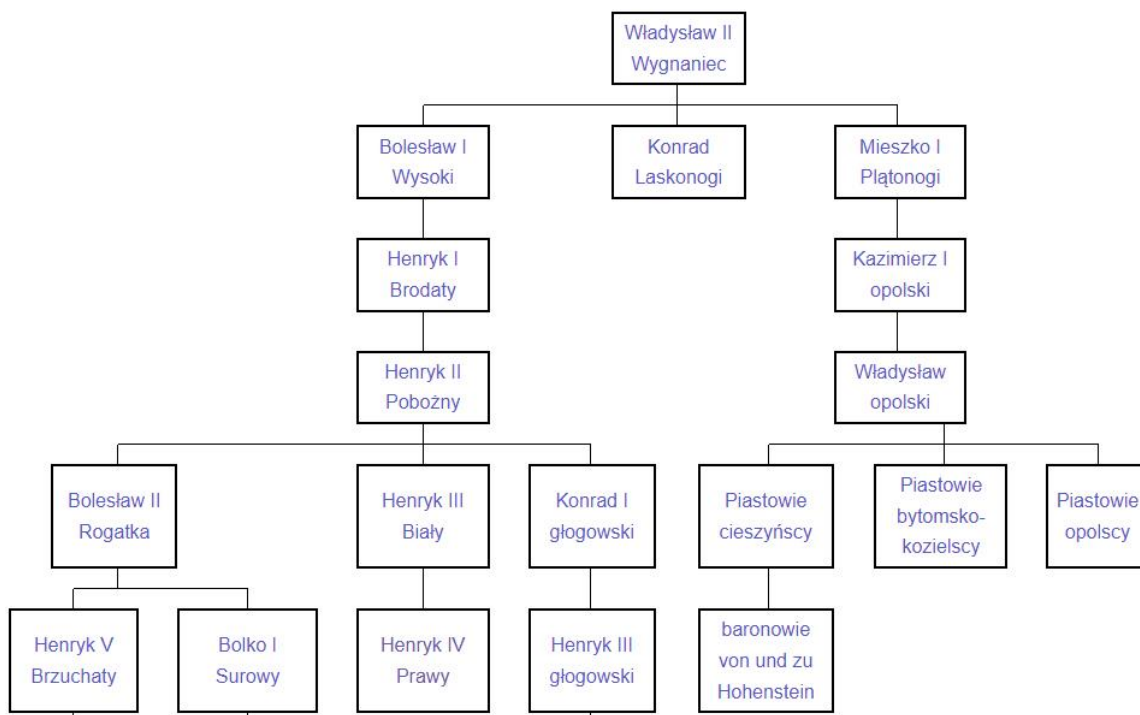 Władysław II
Wygnaniec
Bolesław I
Wysoki
Konrad
Laskonogi
Mieszko I
Plątonogi
Henryk I
Brodaty
Kazimierz I
opolski
Henryk II
Pobożny
Władysław
opolski
Bolesław II
Rogatka
Henryk III
Biały
Konrad I
głogowski
Piastowie
cieszyńscy
Piastowie
bytomsko-
kozielscy
Piastowie
opolscy
Henryk V
Brzuchaty
Bolko I
Surowy
Henryk IV
Prawy
Henryk III
głogowski
baronowie
von und zu
Hohenstein